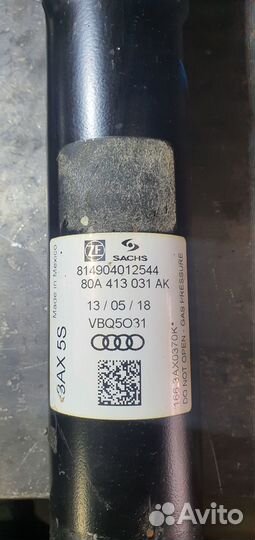 ZF SACHS
814904012544
80A 413 031 AK
13 / 05 / 18
VBQ5O31
Made in Mexico
3AX 5S
166 3AX0370K*
DO NOT OPEN - GAS PRESSURE
Avito